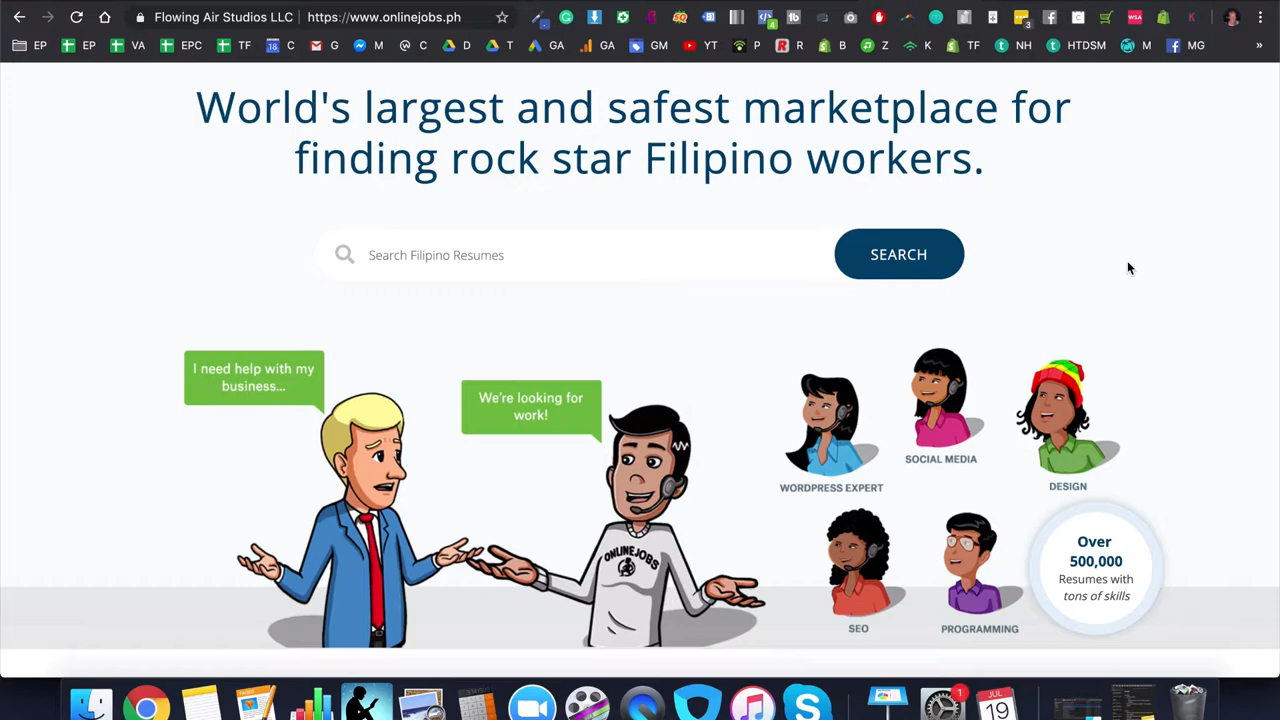 Flowing Air Studios LLC
https://www.onlinejobs.ph
4
3
EP
EP
VA
EPC
TF
C
G
M
C
D
T
GA
GA
GM
YT
P
R
B
Z
K
TF
NH
HTDSM
M
MG
»
World's largest and safest marketplace for
finding rock star Filipino workers.
Search Filipino Resumes
SEARCH
I need help with my
business...
We're looking for
work!
ONLINEJOBS
WORDPRESS EXPERT
SOCIAL MEDIA
DESIGN
SEO
PROGRAMMING
Over
500,000
Resumes with
tons of skills
1
JUL
19